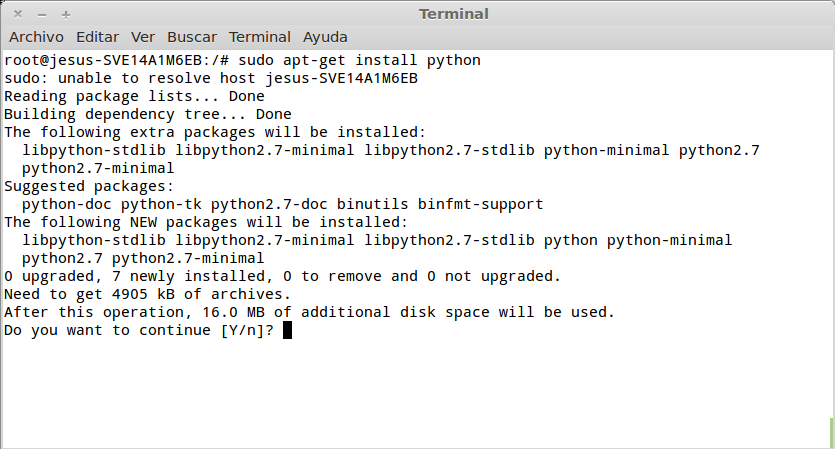 Terminal
Archivo Editar Ver Buscar Terminal Ayuda
root@jesus-SVE14A1M6EB:/# sudo apt-get install python
sudo: unable to resolve host jesus-SVE14A1M6EB
Reading package lists... Done
Building dependency tree... Done
The following extra packages will be installed:
  libpython-stdlib libpython2.7-minimal libpython2.7-stdlib python-minimal python2.7
  python2.7-minimal
Suggested packages:
  python-doc python-tk python2.7-doc binutils binfmt-support
The following NEW packages will be installed:
  libpython-stdlib libpython2.7-minimal libpython2.7-stdlib python python-minimal
  python2.7 python2.7-minimal
0 upgraded, 7 newly installed, 0 to remove and 0 not upgraded.
Need to get 4905 kB of archives.
After this operation, 16.0 MB of additional disk space will be used.
Do you want to continue [Y/n]?